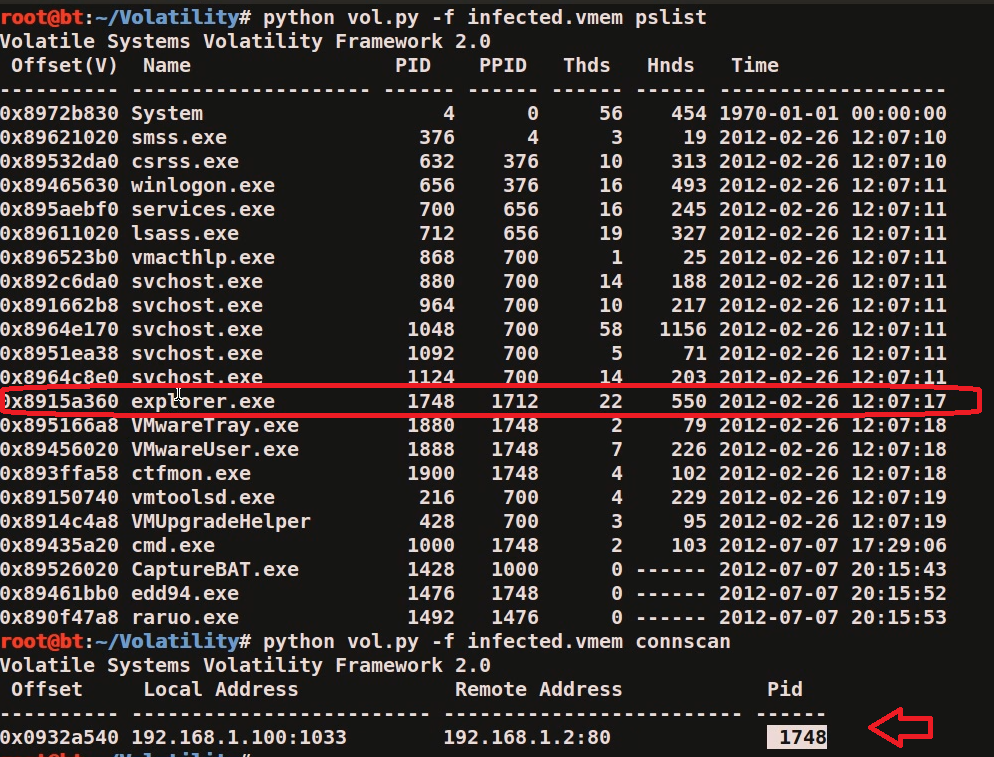 root@bt:~/Volatility# python vol.py -f infected.vmem pslist
Volatile Systems Volatility Framework 2.0
 Offset(V)  Name                 PID    PPID   Thds   Hnds   Time
---------- -------------------- ------ ------ ------ ------ -------------------
0x8972b830 System                    4      0     56    454 1970-01-01 00:00:00
0x89621020 smss.exe                376      4      3     19 2012-02-26 12:07:10
0x89532da0 csrss.exe               632    376     10    313 2012-02-26 12:07:10
0x89465630 winlogon.exe            656    376     16    493 2012-02-26 12:07:11
0x895aebf0 services.exe            700    656     16    245 2012-02-26 12:07:11
0x89611020 lsass.exe               712    656     19    327 2012-02-26 12:07:11
0x896523b0 vmacthlp.exe            868    700      1     25 2012-02-26 12:07:11
0x892c6da0 svchost.exe             880    700     14    188 2012-02-26 12:07:11
0x891662b8 svchost.exe             964    700     10    217 2012-02-26 12:07:11
0x8964e170 svchost.exe            1048    700     58   1156 2012-02-26 12:07:11
0x8951ea38 svchost.exe            1092    700      5     71 2012-02-26 12:07:11
0x8964c8e0 svchost.exe            1124    700     14    203 2012-02-26 12:07:11
0x8915a360 explorer.exe           1748   1712     22    550 2012-02-26 12:07:17
0x895166a8 VMwareTray.exe         1880   1748      2     79 2012-02-26 12:07:18
0x89456020 VMwareUser.exe         1888   1748      7    226 2012-02-26 12:07:18
0x893ffa58 ctfmon.exe             1900   1748      4    102 2012-02-26 12:07:18
0x89150740 vmtoolsd.exe            216    700      4    229 2012-02-26 12:07:19
0x8914c4a8 VMUpgradeHelper         428    700      3     95 2012-02-26 12:07:19
0x89435a20 cmd.exe                1000   1748      2    103 2012-07-07 17:29:06
0x89526020 CaptureBAT.exe         1428   1000      0 ------ 2012-07-07 20:15:43
0x89461bb0 edd94.exe              1476   1748      0 ------ 2012-07-07 20:15:52
0x890f47a8 raruo.exe              1492   1476      0 ------ 2012-07-07 20:15:53
root@bt:~/Volatility# python vol.py -f infected.vmem connscan
Volatile Systems Volatility Framework 2.0
 Offset     Local Address             Remote Address            Pid
---------- ------------------------- ------------------------- ------
0x0932a540 192.168.1.100:1033        192.168.1.2:80              1748